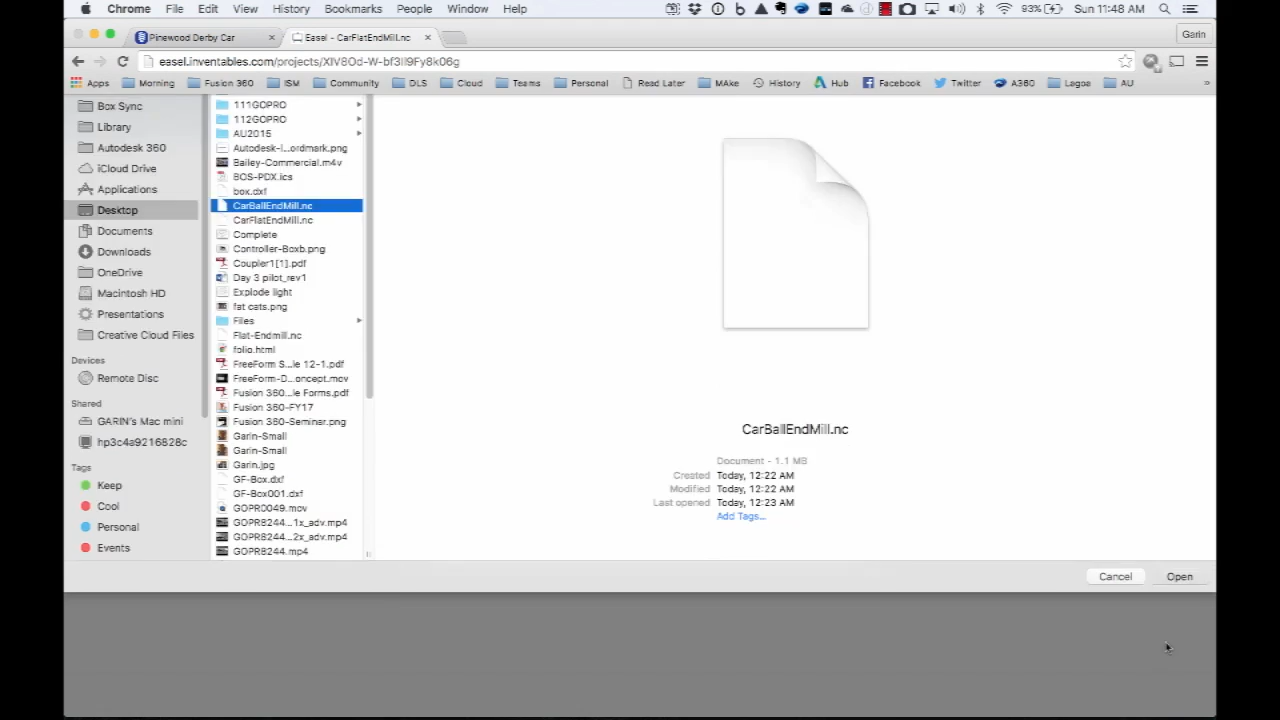 Chrome File Edit View History Bookmarks People Window Help 93% Sun 11:48 AM
Pinewood Derby Car Easel - CarFlatEndMill.nc Garin
easel.inventables.com/projects/XIV8Od-W-bf3Il9Fy8k06g
Apps Morning Fusion 360 ISM Community DLS Cloud Teams Personal Read Later MAke History Hub Facebook Twitter A360 Lagoa AU »
Box Sync
Library
Autodesk 360
iCloud Drive
Applications
Desktop
Documents
Downloads
OneDrive
Macintosh HD
Presentations
Creative Cloud Files
Devices
Remote Disc
Shared
GARIN's Mac mini
hp3c4a9216828c
Tags
Keep
Cool
Personal
Events
111GOPRO
112GOPRO
AU2015
Autodesk-l...ordmark.png
Bailey-Commercial.m4v
BOS-PDX.ics
box.dxf
CarBallEndMill.nc
CarFlatEndMill.nc
Complete
Controller-Boxb.png
Coupler1[1].pdf
Day 3 pilot_rev1
Explode light
fat cats.png
Files
Flat-Endmill.nc
folio.html
FreeForm S...le 12-1.pdf
FreeForm-D...oncept.mov
Fusion 360...le Forms.pdf
Fusion 360-FY17
Fusion 360-Seminar.png
Garin-Small
Garin-Small
Garin.jpg
GF-Box.dxf
GF-Box001.dxf
GOPR0049.mov
GOPR8244...1x_adv.mp4
GOPR8244...2x_adv.mp4
GOPR8244.mp4
CarBallEndMill.nc
Document - 1.1 MB
Created Today, 12:22 AM
Modified Today, 12:22 AM
Last opened Today, 12:23 AM
Add Tags...
Cancel Open